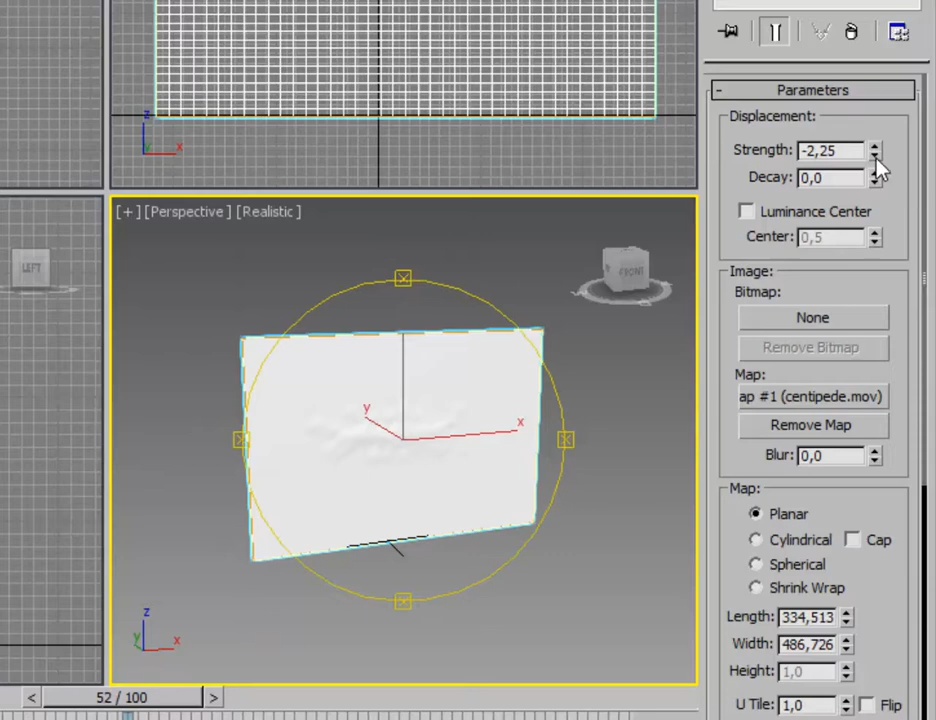 z
y
x
[+] [Perspective] [Realistic]
LEFT
FRONT
y
x
z
y
x
< 52 / 100 >
- Parameters
Displacement:
Strength: -2,25
Decay: 0,0
Luminance Center
Center: 0,5
Image:
Bitmap:
None
Remove Bitmap
Map:
ap #1 (centipede.mov)
Remove Map
Blur: 0,0
Map:
Planar
Cylindrical Cap
Spherical
Shrink Wrap
Length: 334,513
Width: 486,726
Height: 1,0
U Tile: 1,0 Flip